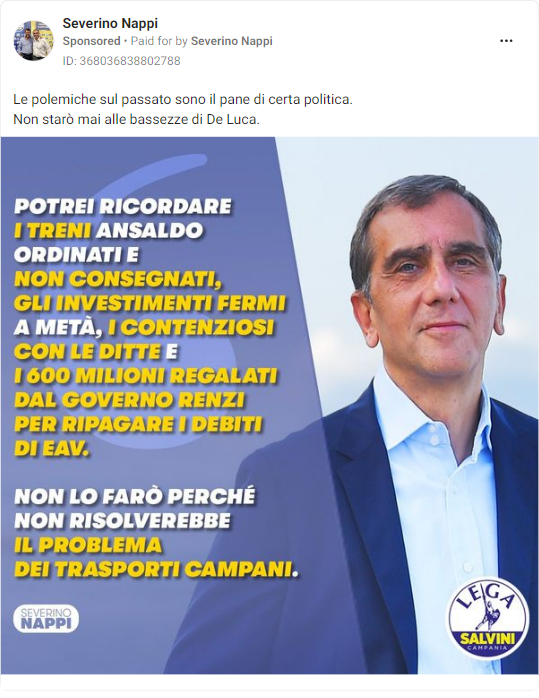 Severino Nappi
Sponsored • Paid for by Severino Nappi
ID: 368036838802788
Le polemiche sul passato sono il pane di certa politica.
Non starò mai alle bassezze di De Luca.
POTREI RICORDARE
I TRENI ANSALDO
ORDINATI E
NON CONSEGNATI,
GLI INVESTIMENTI FERMI
A METÀ, I CONTENZIOSI
CON LE DITTE E
I 600 MILIONI REGALATI
DAL GOVERNO RENZI
PER RIPAGARE I DEBITI
DI EAV.
NON LO FARÒ PERCHÉ
NON RISOLVEREBBE
IL PROBLEMA
DEI TRASPORTI CAMPANI.
SEVERINO
NAPPI
LEGA
SALVINI
CAMPANIA